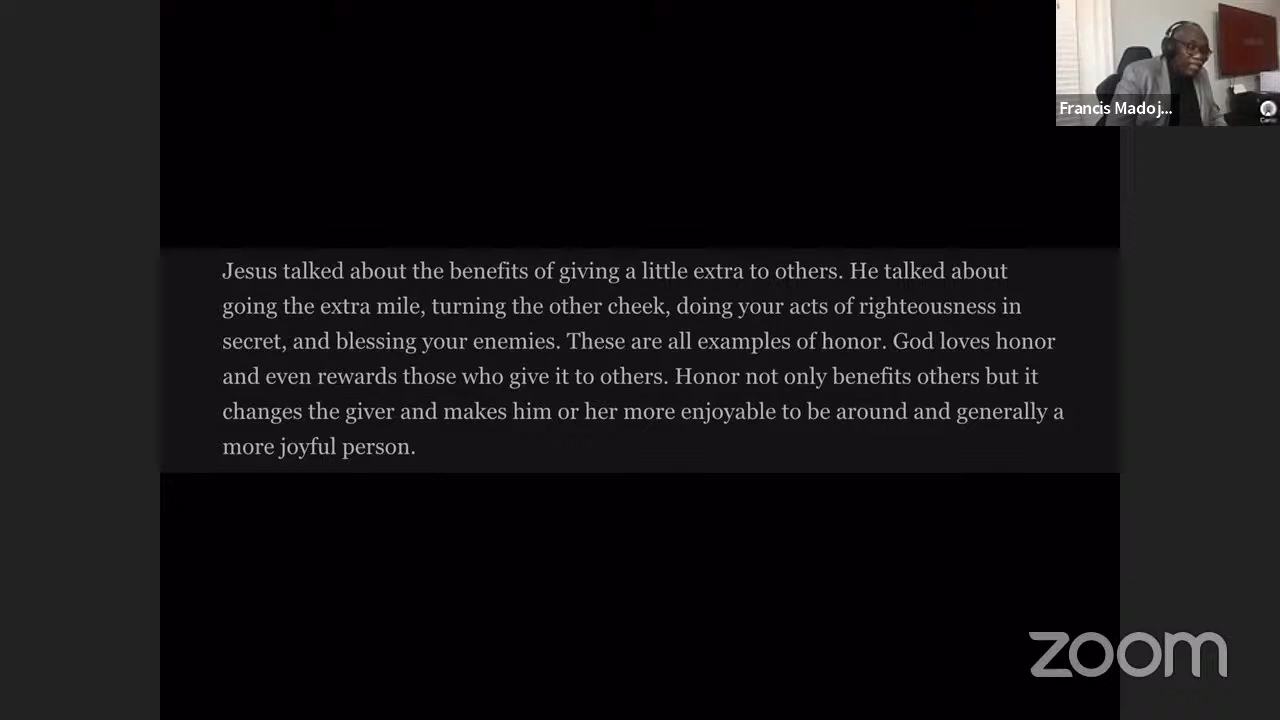 Francis Madoj...
Jesus talked about the benefits of giving a little extra to others. He talked about
going the extra mile, turning the other cheek, doing your acts of righteousness in
secret, and blessing your enemies. These are all examples of honor. God loves honor
and even rewards those who give it to others. Honor not only benefits others but it
changes the giver and makes him or her more enjoyable to be around and generally a
more joyful person.
zoom